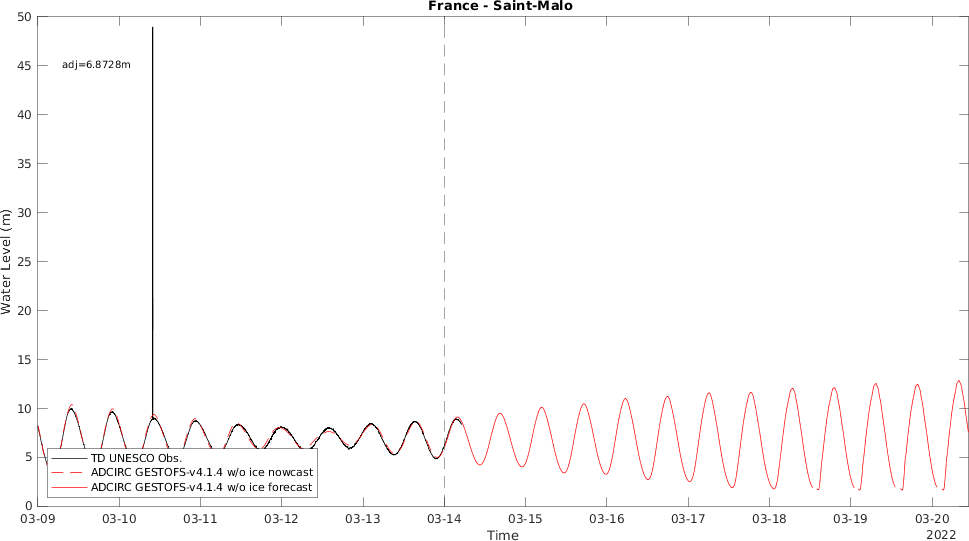 France - Saint-Malo
50
45
40
35
30
25
20
15
10
5
0
Water Level (m)
adj=6.8728m
TD UNESCO Obs.
ADCIRC GESTOFS-v4.1.4 w/o ice nowcast
ADCIRC GESTOFS-v4.1.4 w/o ice forecast
03-09 03-10 03-11 03-12 03-13 03-14 03-15 03-16 03-17 03-18 03-19 03-20
Time
2022